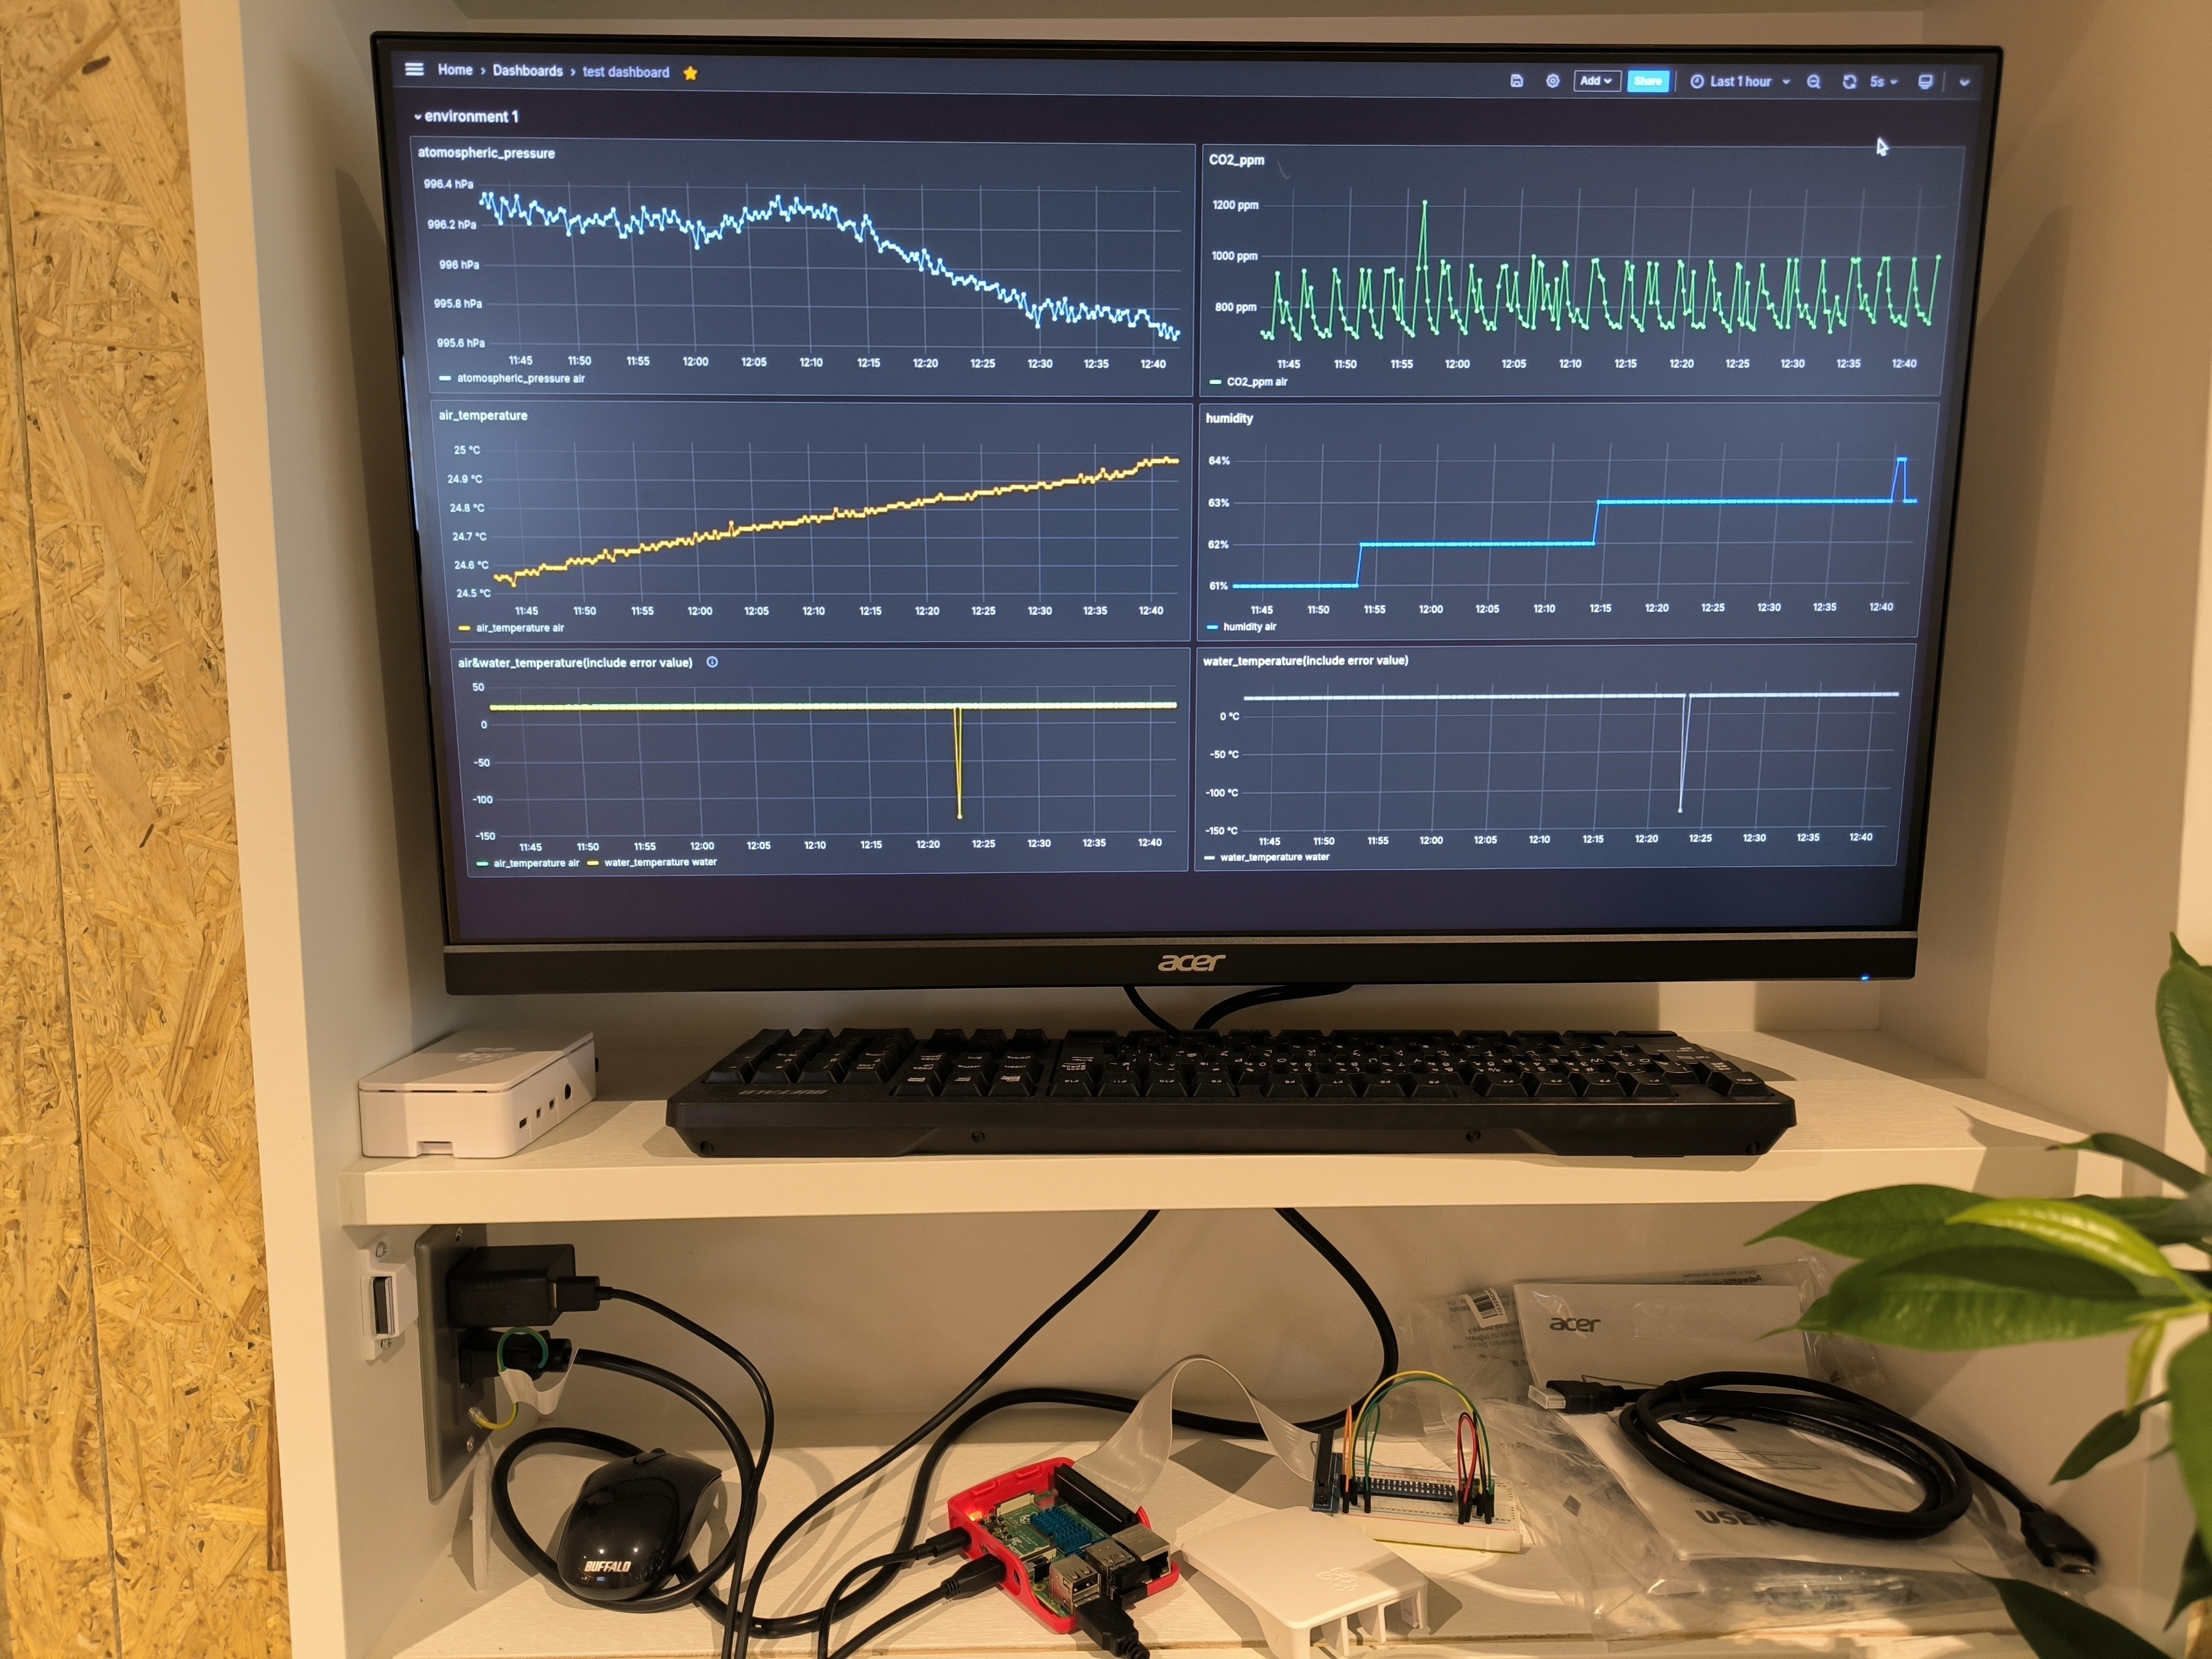 Home › Dashboards › test dashboard
Add
Share
Last 1 hour
5s
environment 1
atomospheric_pressure
996.4 hPa
996.2 hPa
996 hPa
995.8 hPa
995.6 hPa
11:45 11:50 11:55 12:00 12:05 12:10 12:15 12:20 12:25 12:30 12:35 12:40
atomospheric_pressure air
CO2_ppm
1200 ppm
1000 ppm
800 ppm
11:45 11:50 11:55 12:00 12:05 12:10 12:15 12:20 12:25 12:30 12:35 12:40
CO2_ppm air
air_temperature
25 °C
24.9 °C
24.8 °C
24.7 °C
24.6 °C
24.5 °C
11:45 11:50 11:55 12:00 12:05 12:10 12:15 12:20 12:25 12:30 12:35 12:40
air_temperature air
humidity
64%
63%
62%
61%
11:45 11:50 11:55 12:00 12:05 12:10 12:15 12:20 12:25 12:30 12:35 12:40
humidity air
air&water_temperature(include error value)
50
0
-50
-100
-150
11:45 11:50 11:55 12:00 12:05 12:10 12:15 12:20 12:25 12:30 12:35 12:40
air_temperature air water_temperature water
water_temperature(include error value)
0 °C
-50 °C
-100 °C
-150 °C
11:45 11:50 11:55 12:00 12:05 12:10 12:15 12:20 12:25 12:30 12:35 12:40
water_temperature water
acer
BUFFALO
acer
USER
BUFFALO